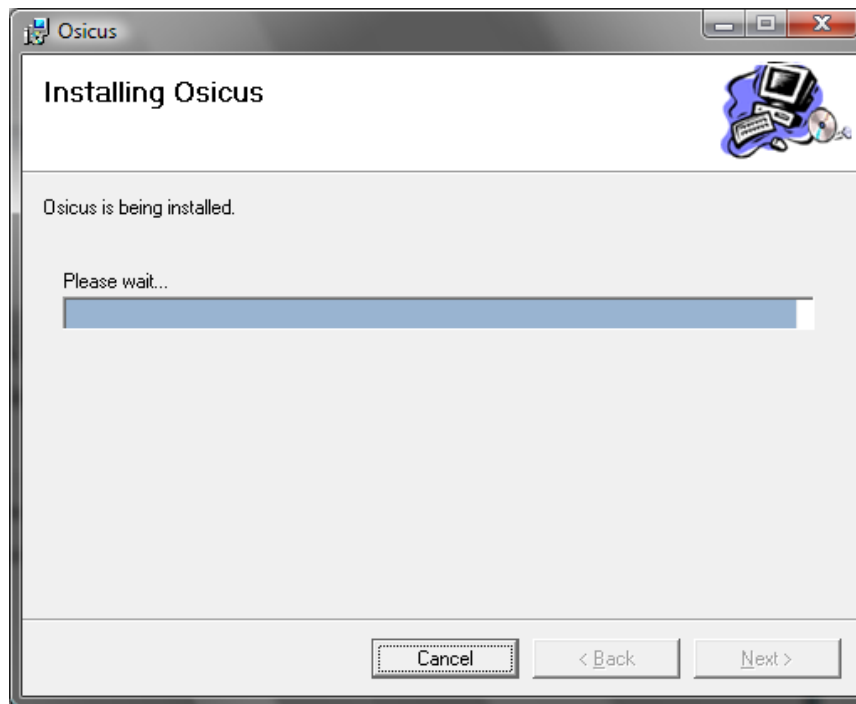 Osicus
Installing Osicus
Osicus is being installed.
Please wait...
Cancel
< Back
Next >